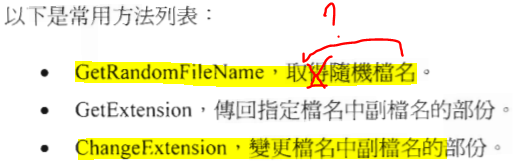 以下是常用方法列表：
?
• GetRandomFileName，取得隨機檔名。
• GetExtension，傳回指定檔名中副檔名的部份。
• ChangeExtension，變更檔名中副檔名的部份。